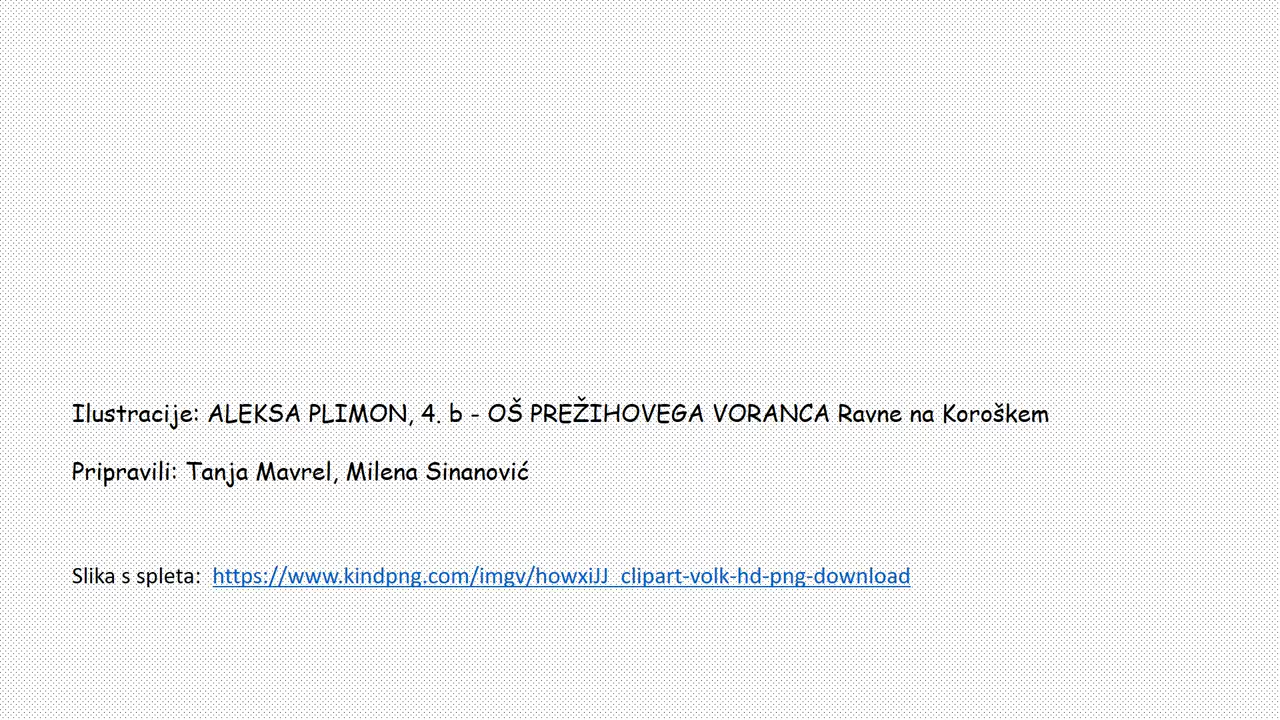 Ilustracije: ALEKSA PLIMON, 4. b - OŠ PREŽIHOVEGA VORANCA Ravne na Koroškem
Pripravili: Tanja Mavrel, Milena Sinanović
Slika s spleta: https://www.kindpng.com/imgv/howxiJJ_clipart-volk-hd-png-download